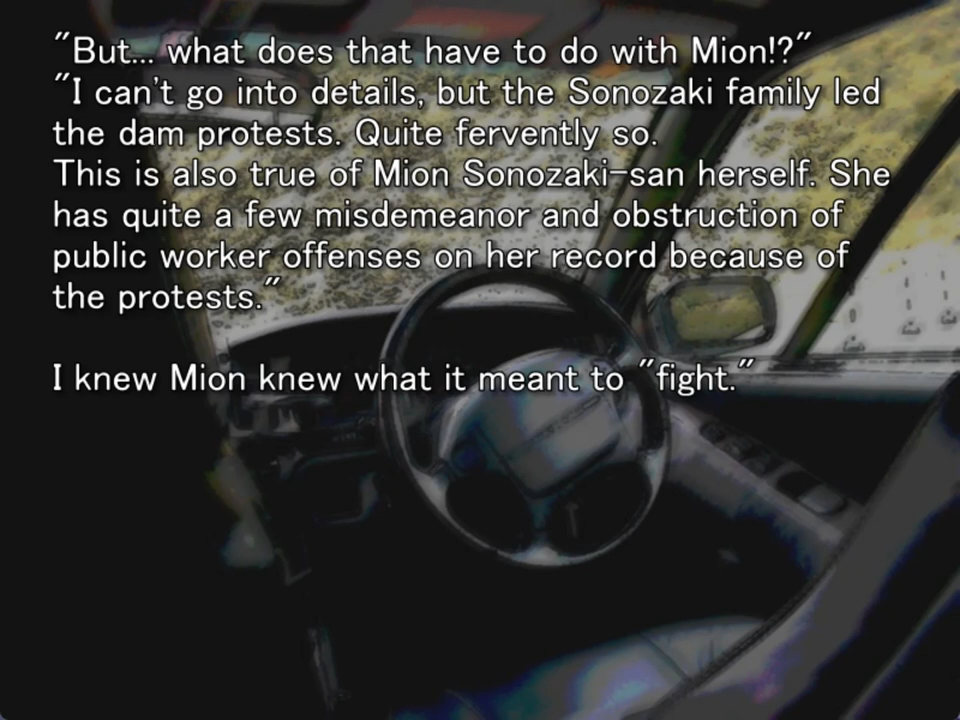 "But... what does that have to do with Mion!?"
"I can't go into details, but the Sonozaki family led
the dam protests. Quite fervently so.
This is also true of Mion Sonozaki-san herself. She
has quite a few misdemeanor and obstruction of
public worker offenses on her record because of
the protests."
I knew Mion knew what it meant to "fight."